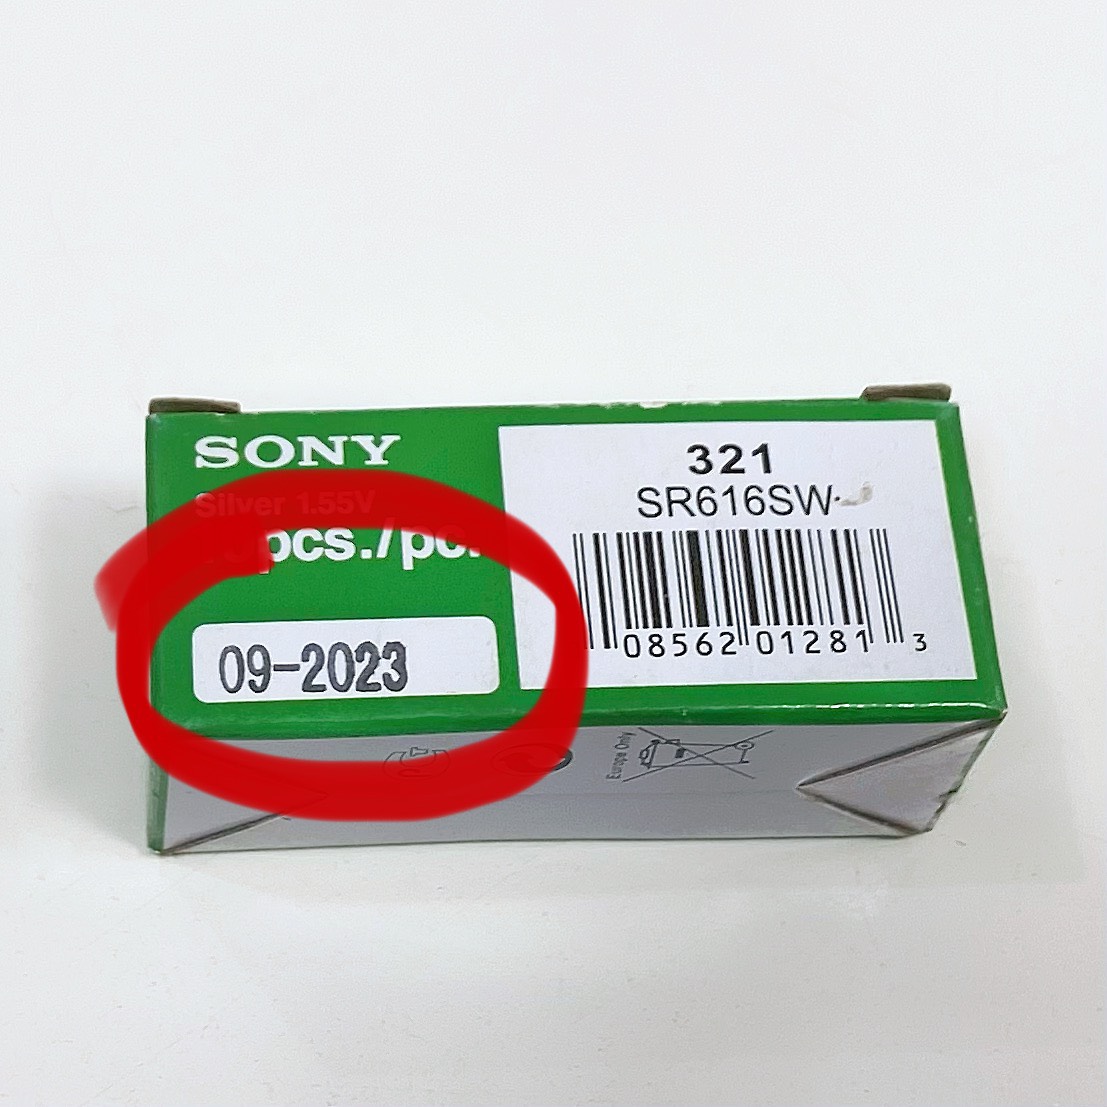 SONY
Silver 1.55V
pcs./pc.
09-2023
321
SR616SW
08562 01281 3
Europe Only